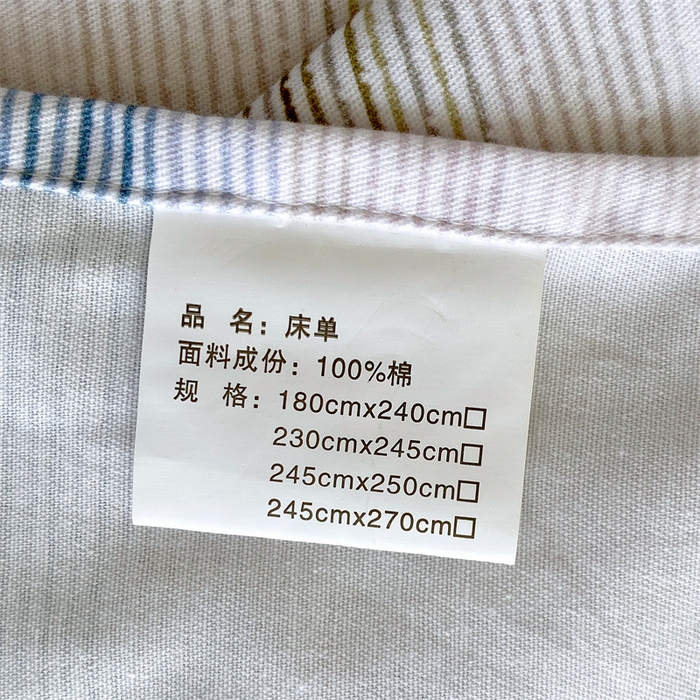 品 名：床单
面料成份：100%棉
规 格：180cmx240cm□
230cmx245cm□
245cmx250cm□
245cmx270cm□